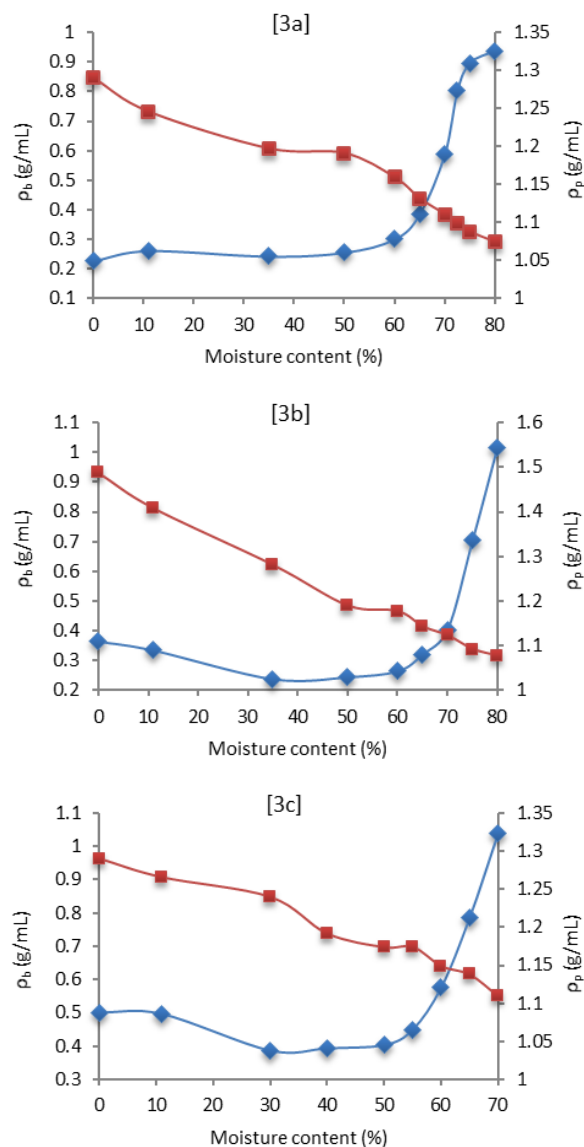 [3a]
1 0.9 0.8 0.7 0.6 0.5 0.4 0.3 0.2 0.1
ρb (g/mL)
1.35 1.3 1.25 1.2 1.15 1.1 1.05 1
ρp (g/mL)
0 10 20 30 40 50 60 70 80
Moisture content (%)
[3b]
1.1 1 0.9 0.8 0.7 0.6 0.5 0.4 0.3 0.2
ρb (g/mL)
1.6 1.5 1.4 1.3 1.2 1.1 1
ρp (g/mL)
0 10 20 30 40 50 60 70 80
Moisture content (%)
[3c]
1.1 1 0.9 0.8 0.7 0.6 0.5 0.4 0.3
ρb (g/mL)
1.35 1.3 1.25 1.2 1.15 1.1 1.05 1
ρp (g/mL)
0 10 20 30 40 50 60 70
Moisture content (%)